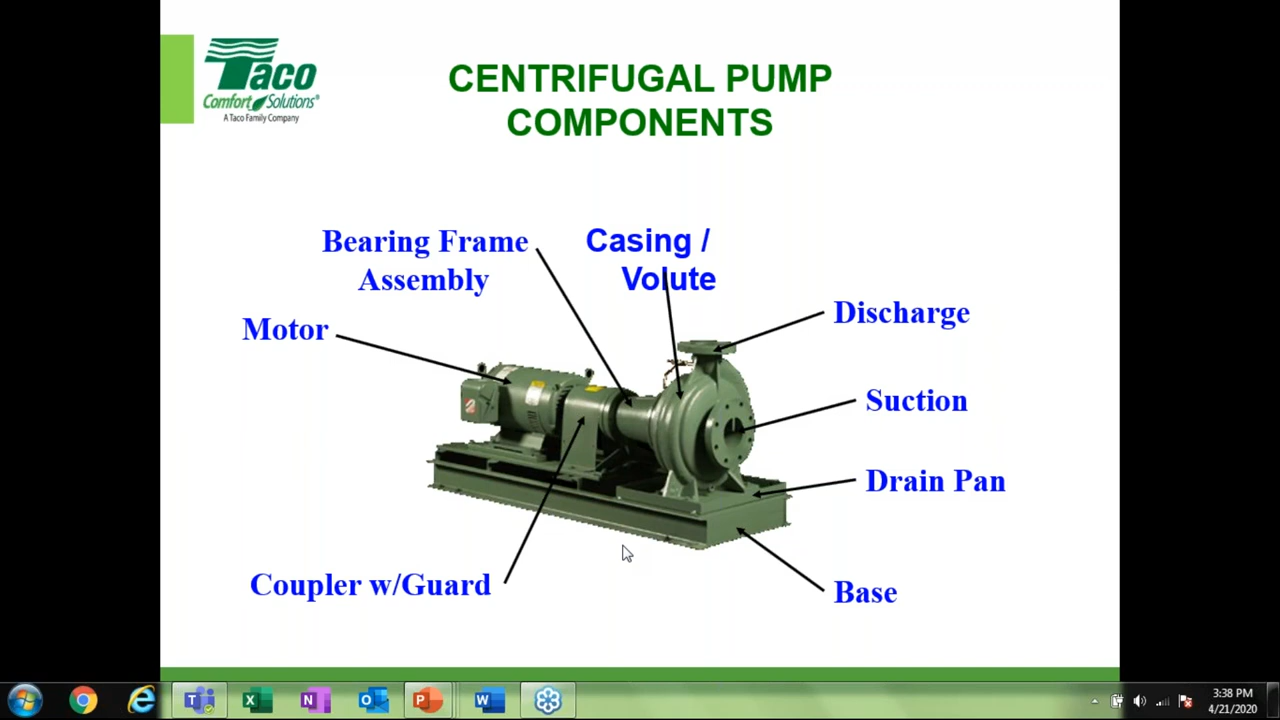 Taco
Comfort Solutions®
A Taco Family Company
CENTRIFUGAL PUMP
COMPONENTS
Bearing Frame
Assembly
Casing /
Volute
Motor
Discharge
Suction
Drain Pan
Coupler w/Guard
Base
3:38 PM
4/21/2020